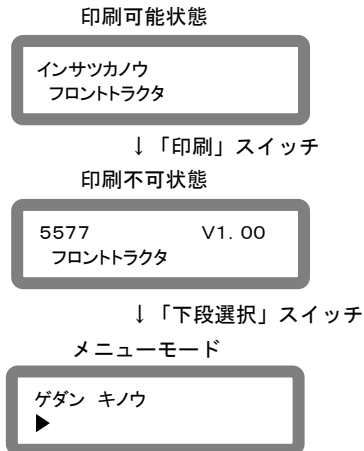 印刷可能状態
インサツカノウ
フロントトラクタ
↓「印刷」スイッチ
印刷不可状態
5577 V1.00
フロントトラクタ
↓「下段選択」スイッチ
メニューモード
ゲダン キノウ
▶